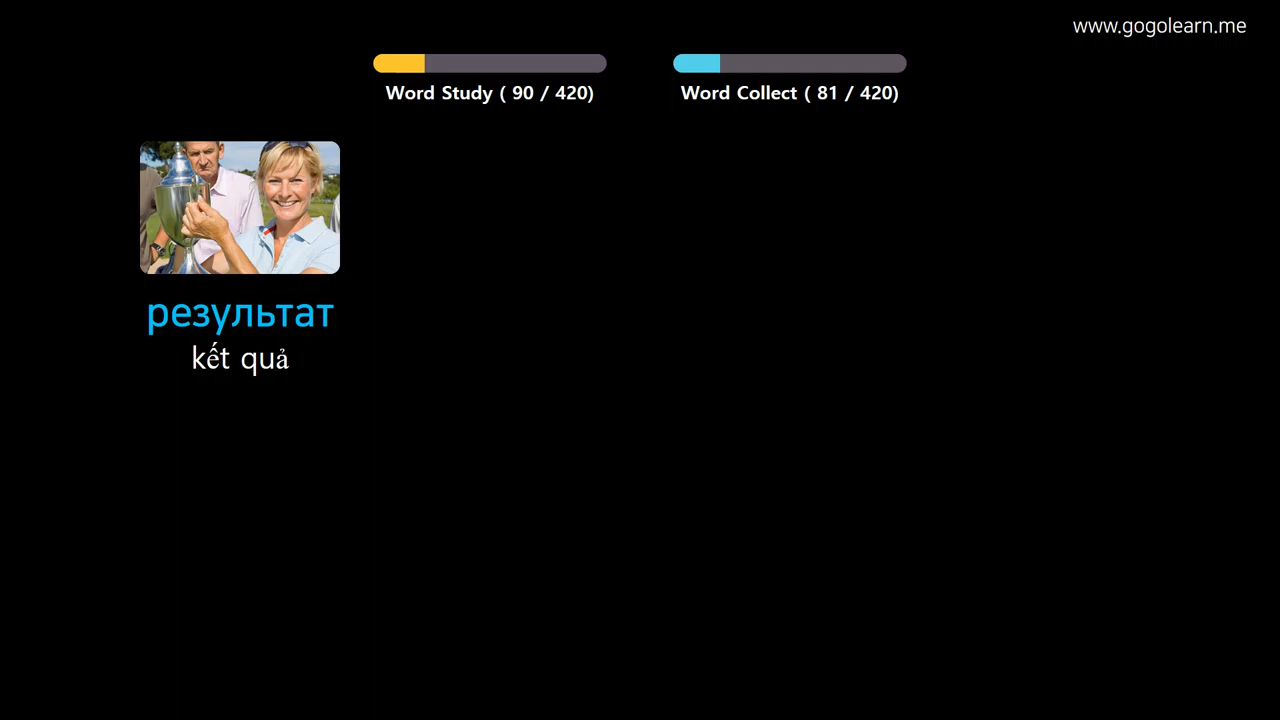 www.gogolearn.me
Word Study ( 90 / 420)
Word Collect ( 81 / 420)
результат
kết quả